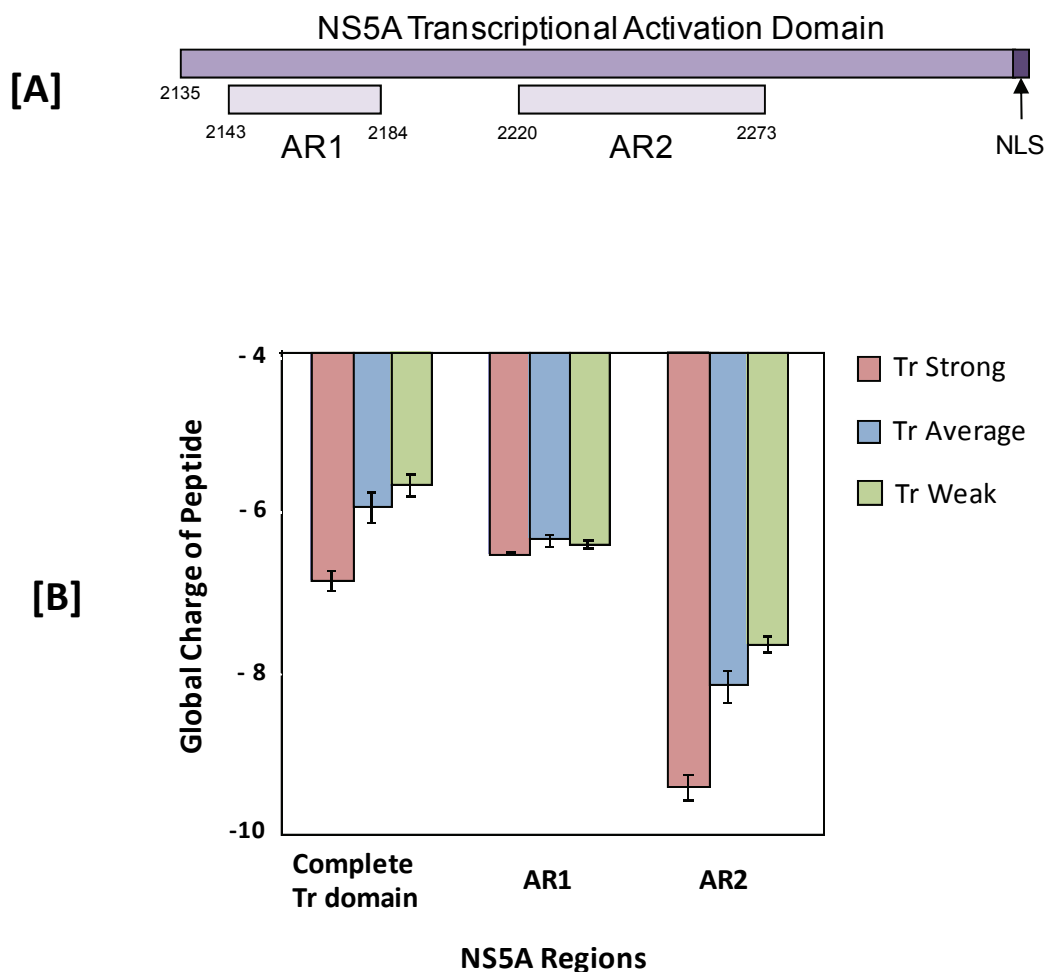 NS5A Transcriptional Activation Domain
[A]
2135
2143 2184 2220 2273
AR1 AR2 NLS
- 4
Tr Strong
Tr Average
Tr Weak
- 6
- 8
-10
Global Charge of Peptide
[B]
Complete
Tr domain
AR1
AR2
NS5A Regions